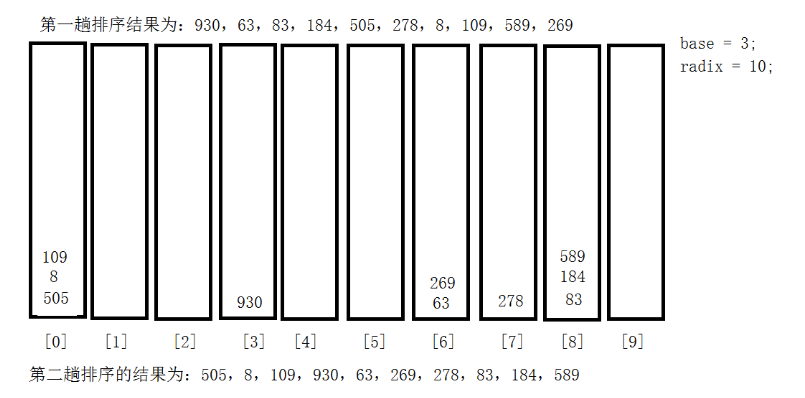 第一趟排序结果为：930，63，83，184，505，278，8，109，589，269
base = 3;
radix = 10;
109
8
505
930
269
63
278
589
184
83
[0] [1] [2] [3] [4] [5] [6] [7] [8] [9]
第二趟排序的结果为：505，8，109，930，63，269，278，83，184，589